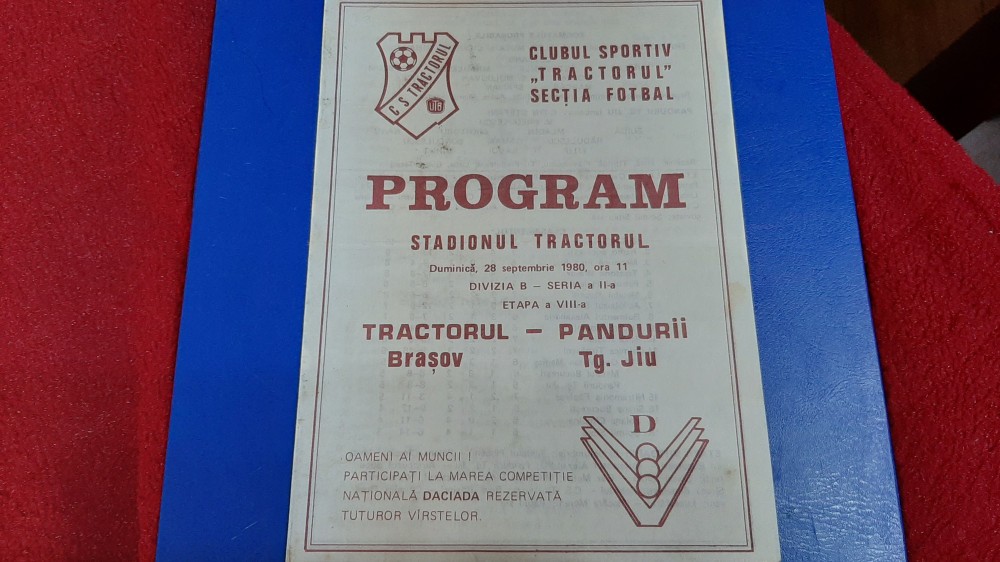 C S TRACTORUL
UTB
CLUBUL SPORTIV
„TRACTORUL”
SECȚIA FOTBAL
PROGRAM
STADIONUL TRACTORUL
Duminică, 28 septembrie 1980, ora 11
DIVIZIA B – SERIA a II-a
ETAPA a VIII-a
TRACTORUL – PANDURii
Brașov Tg. Jiu
D
OAMENI AI MUNCII !
PARTICIPAȚI LA MAREA COMPETIȚIE
NAȚIONALĂ DACIADA REZERVATĂ
TUTUROR VÎRSTELOR.